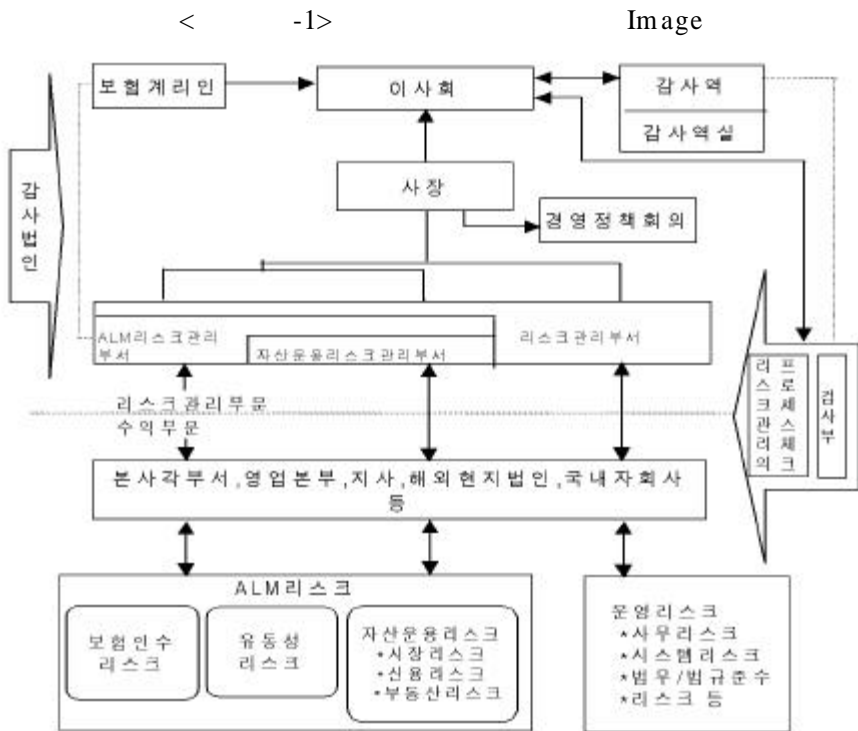 < -1> Image
보험계리인
이사회
감사역
감사역실
감사법인
사장
경영정책회의
ALM리스크관리
부서
자산운용리스크관리부서
리스크관리부서
리스크관리부문
수익부문
리스크관리의
프로세스체크
검사부
본사각부서,영업본부,지사,해외현지법인,국내자회사
등
ALM리스크
보험인수
리스크
유동성
리스크
자산운용리스크
*시장리스크
*신용리스크
*부동산리스크
운영리스크
*사무리스크
*시스템리스크
*법무/법규준수
*리스크 등